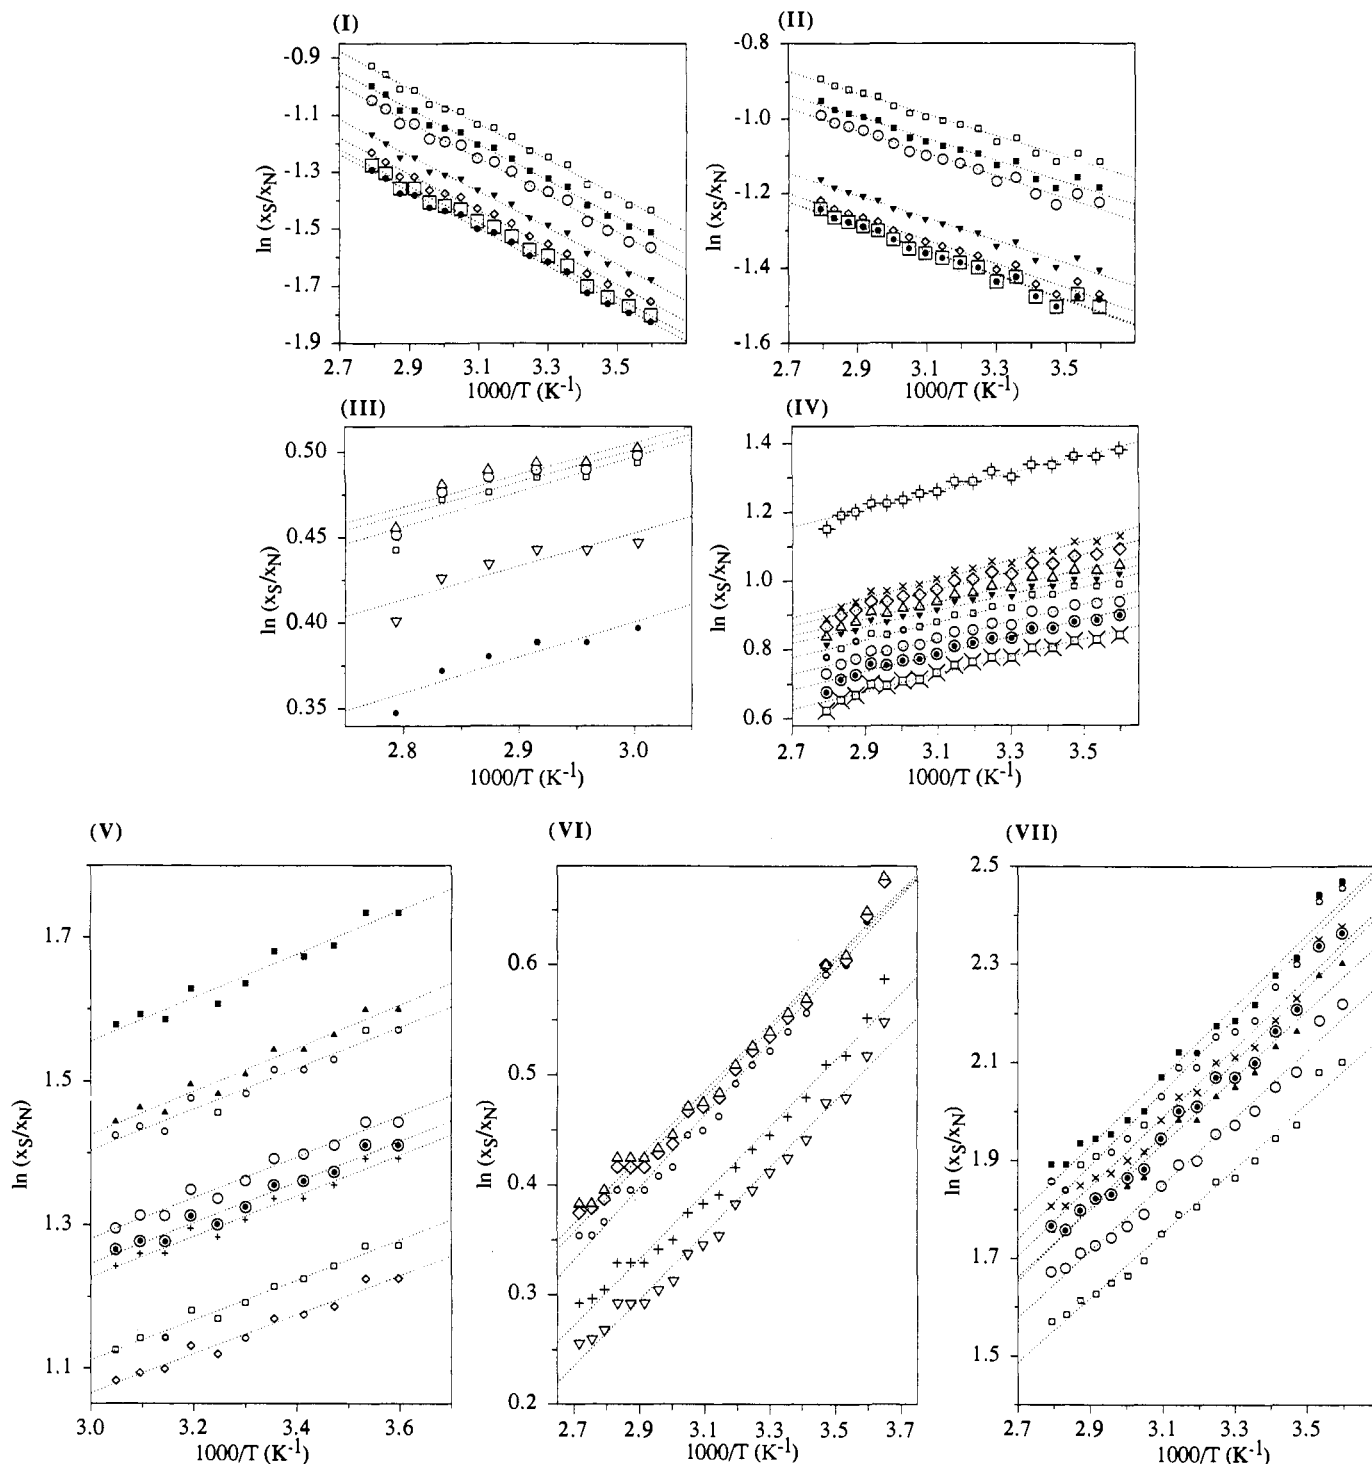 (I)
-0.9
-1.1
-1.3
-1.5
-1.7
-1.9
ln (xS/xN)
2.7 2.9 3.1 3.3 3.5
1000/T (K-1)
(II)
-0.8
-1.0
-1.2
-1.4
-1.6
ln (xS/xN)
2.7 2.9 3.1 3.3 3.5
1000/T (K-1)
(III)
0.50
0.45
0.40
0.35
ln (xS/xN)
2.8 2.9 3.0
1000/T (K-1)
(IV)
1.4
1.2
1.0
0.8
0.6
ln (xS/xN)
2.7 2.9 3.1 3.3 3.5
1000/T (K-1)
(V)
1.7
1.5
1.3
1.1
ln (xS/xN)
3.0 3.2 3.4 3.6
1000/T (K-1)
(VI)
0.6
0.5
0.4
0.3
0.2
ln (xS/xN)
2.7 2.9 3.1 3.3 3.5 3.7
1000/T (K-1)
(VII)
2.5
2.3
2.1
1.9
1.7
1.5
ln (xS/xN)
2.7 2.9 3.1 3.3 3.5
1000/T (K-1)